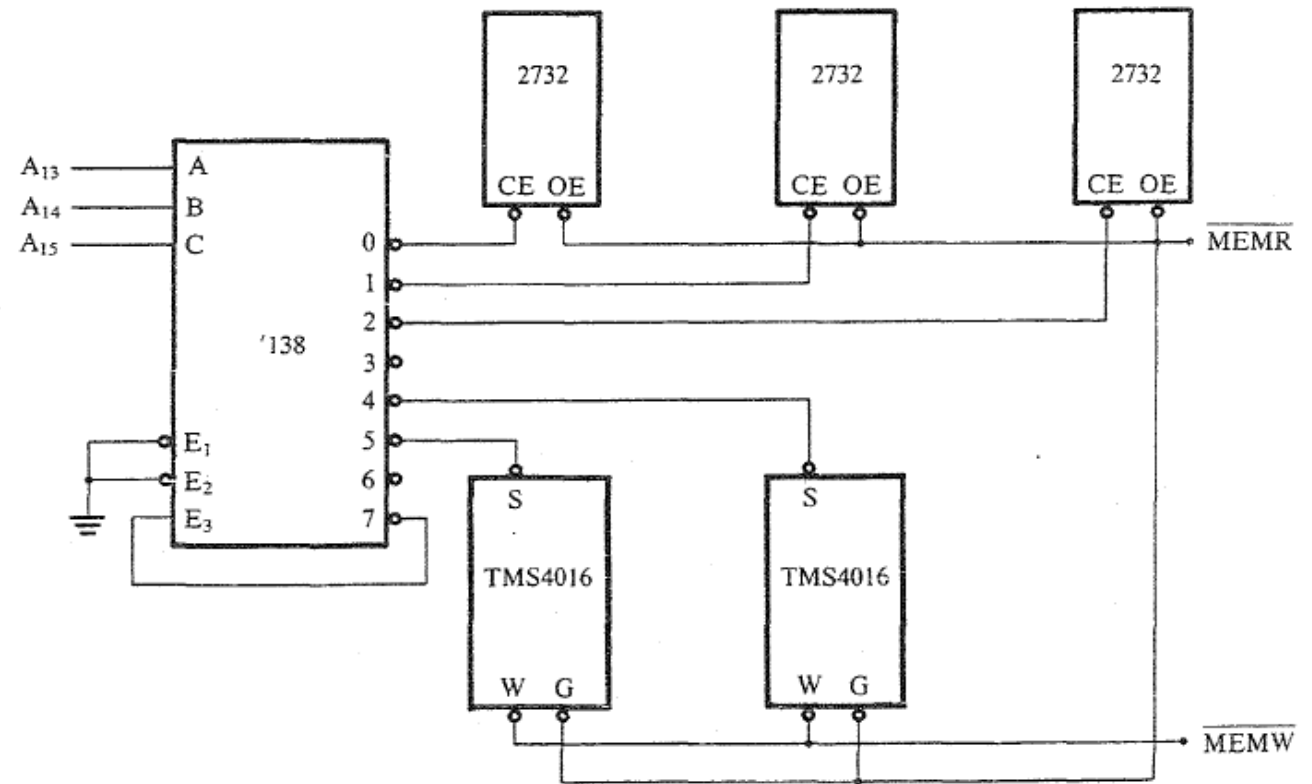 2732
2732
2732
CE OE
CE OE
CE OE
A₁₃
A₁₄
A₁₅
A
B
C
'138
0
1
2
3
4
5
6
7
E₁
E₂
E₃
MEMR
S
S
TMS4016
TMS4016
W G
W G
MEMW